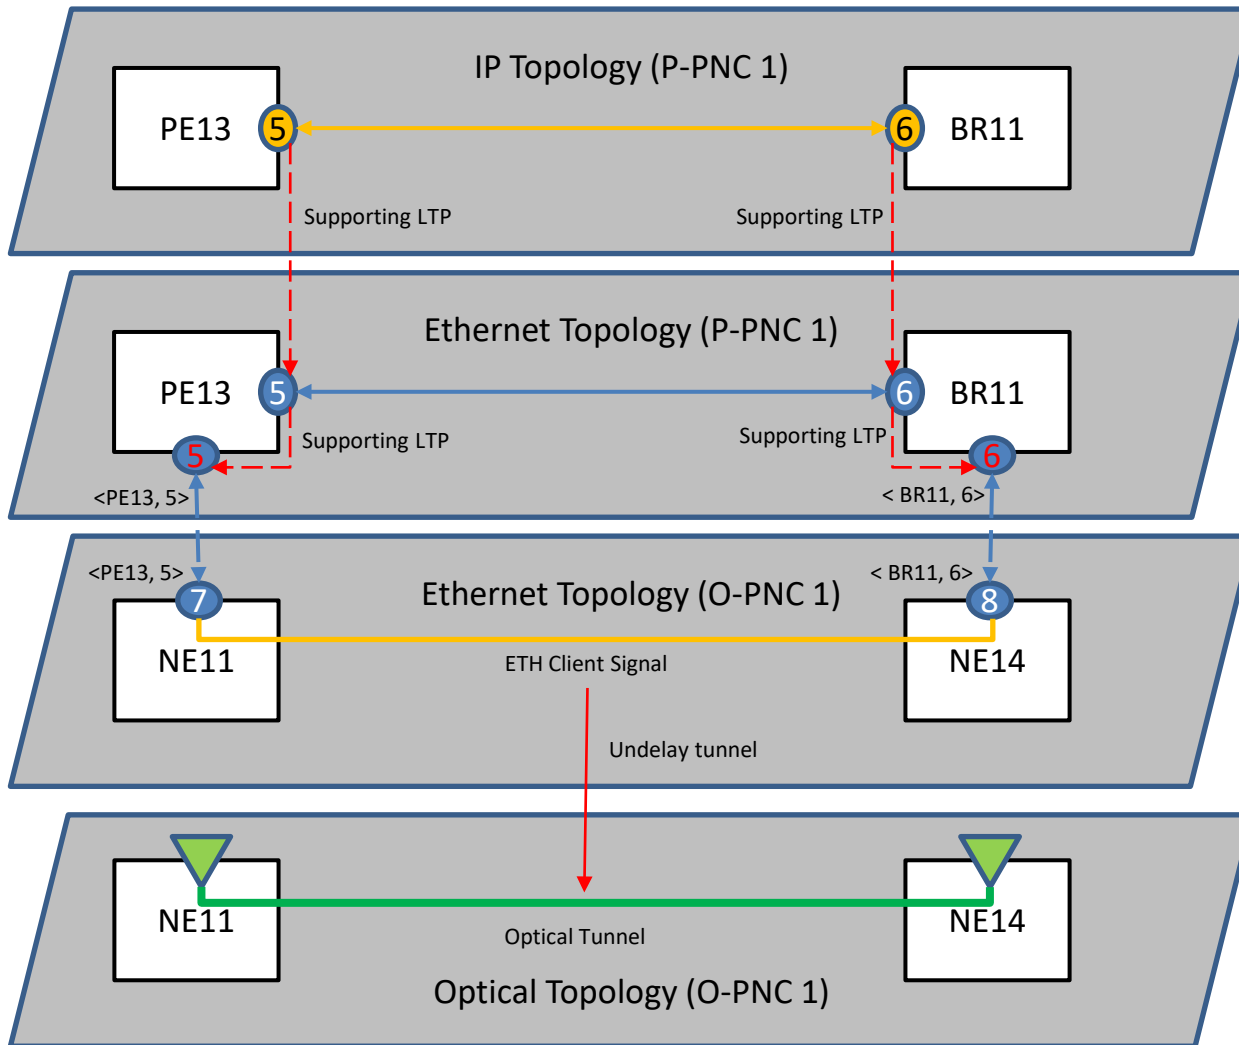 IP Topology (P-PNC 1)
PE13
5
6
BR11
Supporting LTP
Supporting LTP
Ethernet Topology (P-PNC 1)
PE13
5
6
BR11
Supporting LTP
Supporting LTP
5
6
<PE13, 5>
< BR11, 6>
<PE13, 5>
< BR11, 6>
7
Ethernet Topology (O-PNC 1)
8
NE11
ETH Client Signal
NE14
Undelay tunnel
NE11
NE14
Optical Tunnel
Optical Topology (O-PNC 1)